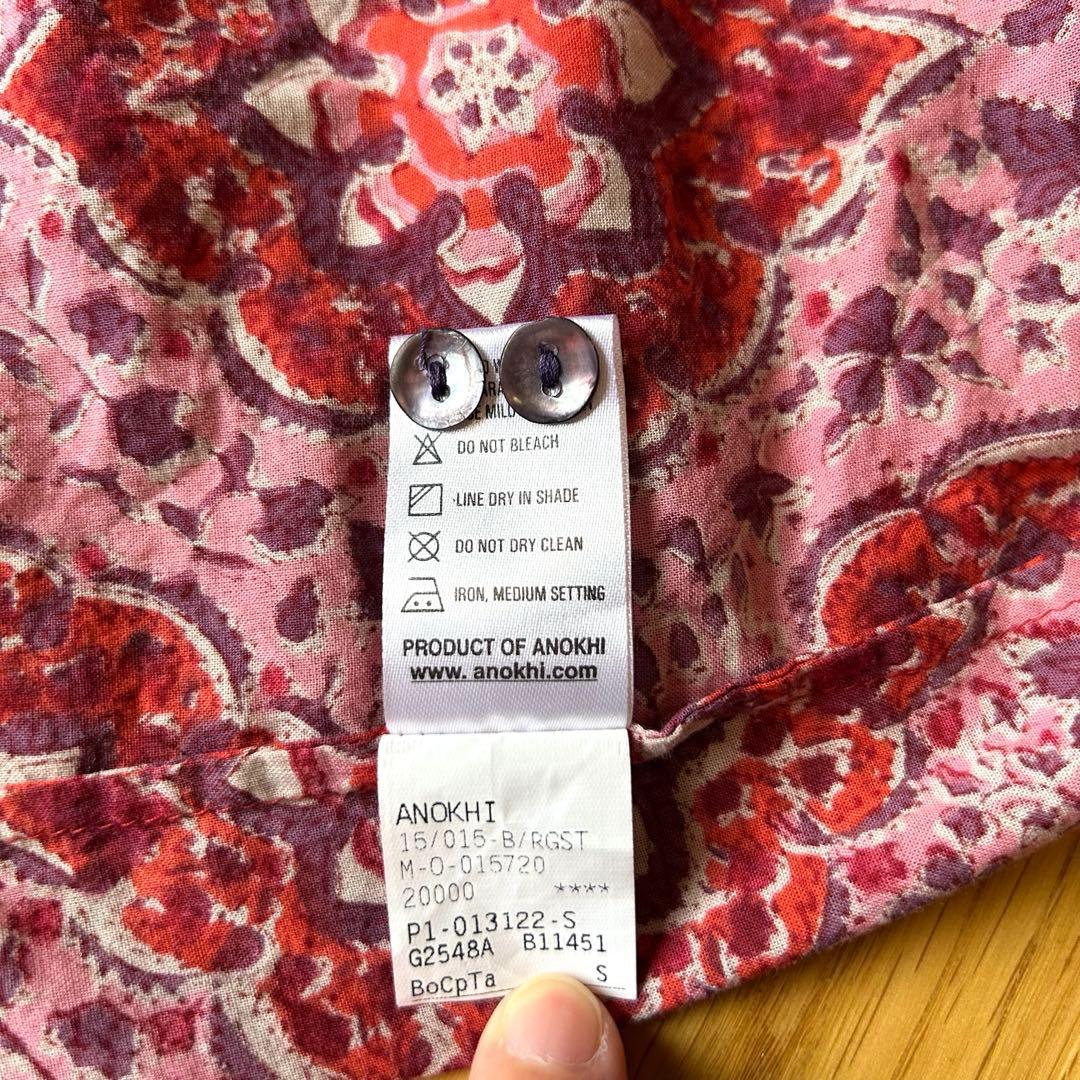 MILD
DO NOT BLEACH
LINE DRY IN SHADE
DO NOT DRY CLEAN
IRON, MEDIUM SETTING
PRODUCT OF ANOKHI
www. anokhi.com
ANOKHI
15/015-B/RGST
M-O-015720
20000 ****
P1-013122-S
G2548A B11451
BoCpTa S